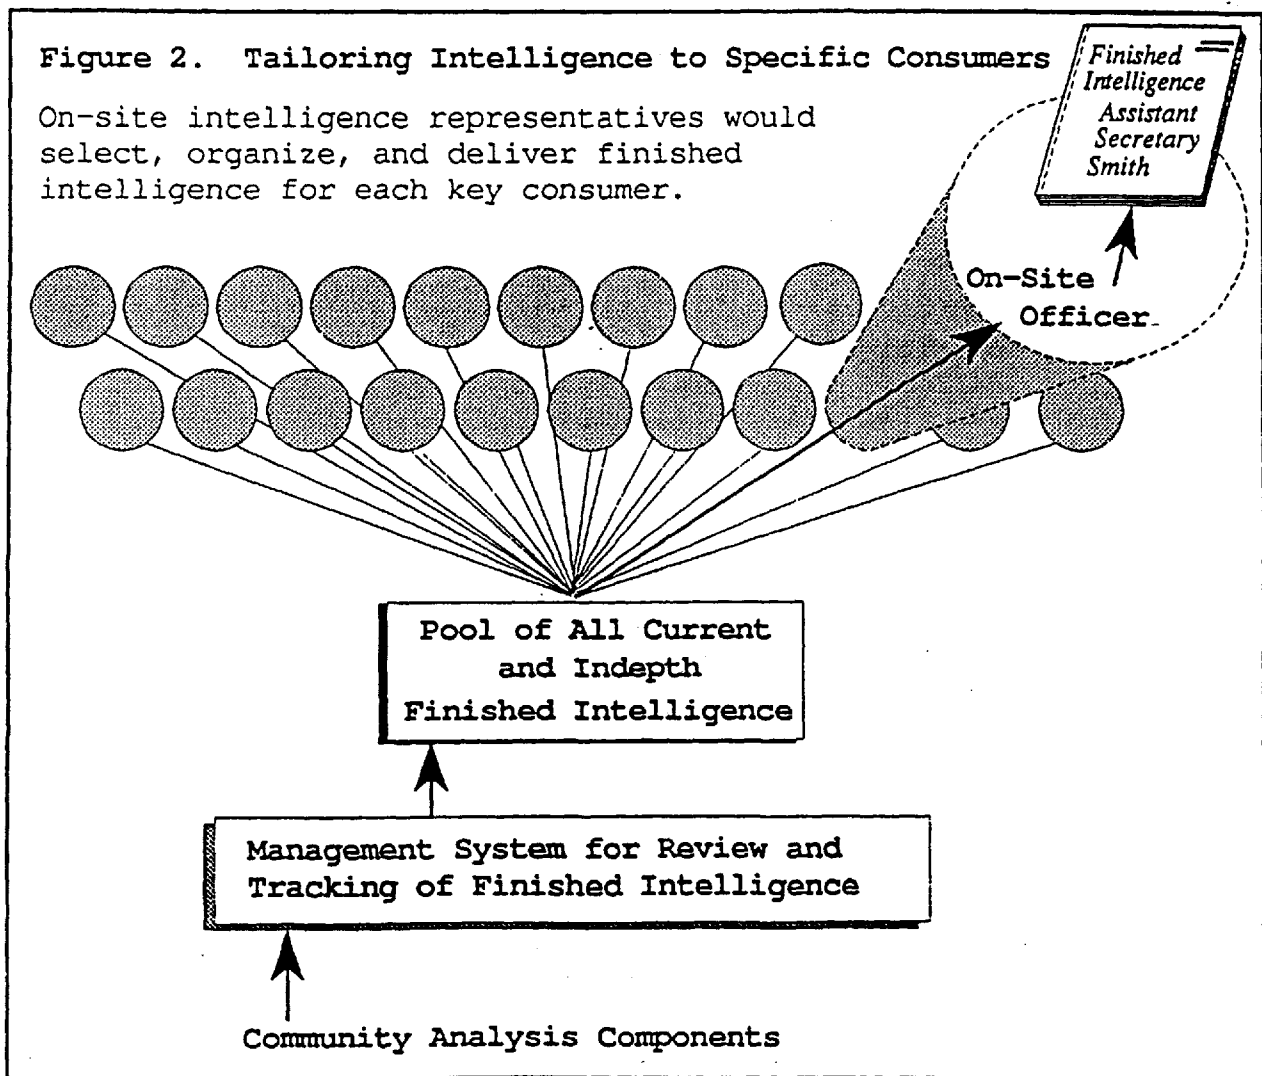 Figure 2.  Tailoring Intelligence to Specific Consumers
On-site intelligence representatives would
select, organize, and deliver finished
intelligence for each key consumer.
Finished
Intelligence
Assistant
Secretary
Smith
On-Site
Officer
Pool of All Current
and Indepth
Finished Intelligence
Management System for Review and
Tracking of Finished Intelligence
Community Analysis Components